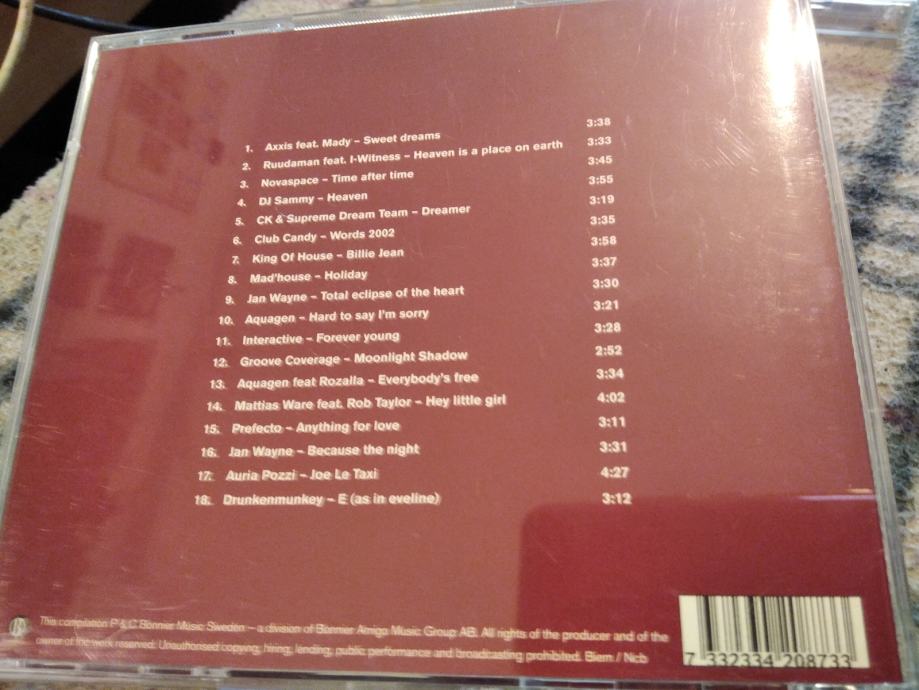 1. Axxis feat. Mady – Sweet dreams 3:38
2. Ruudaman feat. I-Witness – Heaven is a place on earth 3:33
3. Novaspace – Time after time 3:45
4. DJ Sammy – Heaven 3:55
5. CK & Supreme Dream Team – Dreamer 3:19
6. Club Candy – Words 2002 3:35
7. King Of House – Billie Jean 3:58
8. Mad'house – Holiday 3:37
9. Jan Wayne – Total eclipse of the heart 3:30
10. Aquagen – Hard to say I'm sorry 3:21
11. Interactive – Forever young 3:28
12. Groove Coverage – Moonlight Shadow 2:52
13. Aquagen feat Rozalla – Everybody's free 3:34
14. Mattias Ware feat. Rob Taylor – Hey little girl 4:02
15. Prefecto – Anything for love 3:11
16. Jan Wayne – Because the night 3:31
17. Auria Pozzi – Joe Le Taxi 4:27
18. Drunkenmunkey – E (as in eveline) 3:12
This compilation P & C Bonnier Music Sweden – a division of Bonnier Amigo Music Group AB. All rights of the producer and of the
owner of the work reserved. Unauthorised copying, hiring, lending, public performance and broadcasting prohibited. Biem / Ncb
7 332334 208733